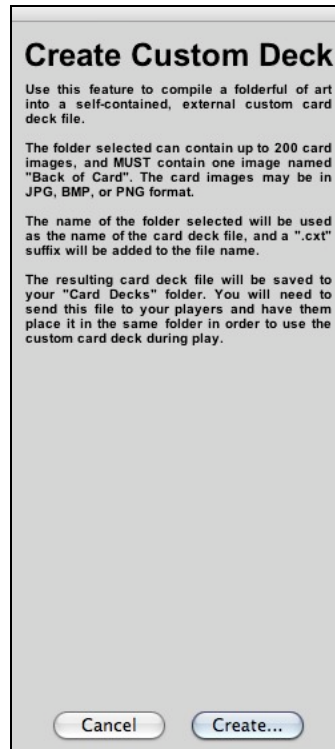 Create Custom Deck
Use this feature to compile a folderful of art
into a self-contained, external custom card
deck file.
The folder selected can contain up to 200 card
images, and MUST contain one image named
"Back of Card". The card images may be in
JPG, BMP, or PNG format.
The name of the folder selected will be used
as the name of the card deck file, and a ".cxt"
suffix will be added to the file name.
The resulting card deck file will be saved to
your "Card Decks" folder. You will need to
send this file to your players and have them
place it in the same folder in order to use the
custom card deck during play.
Cancel Create...